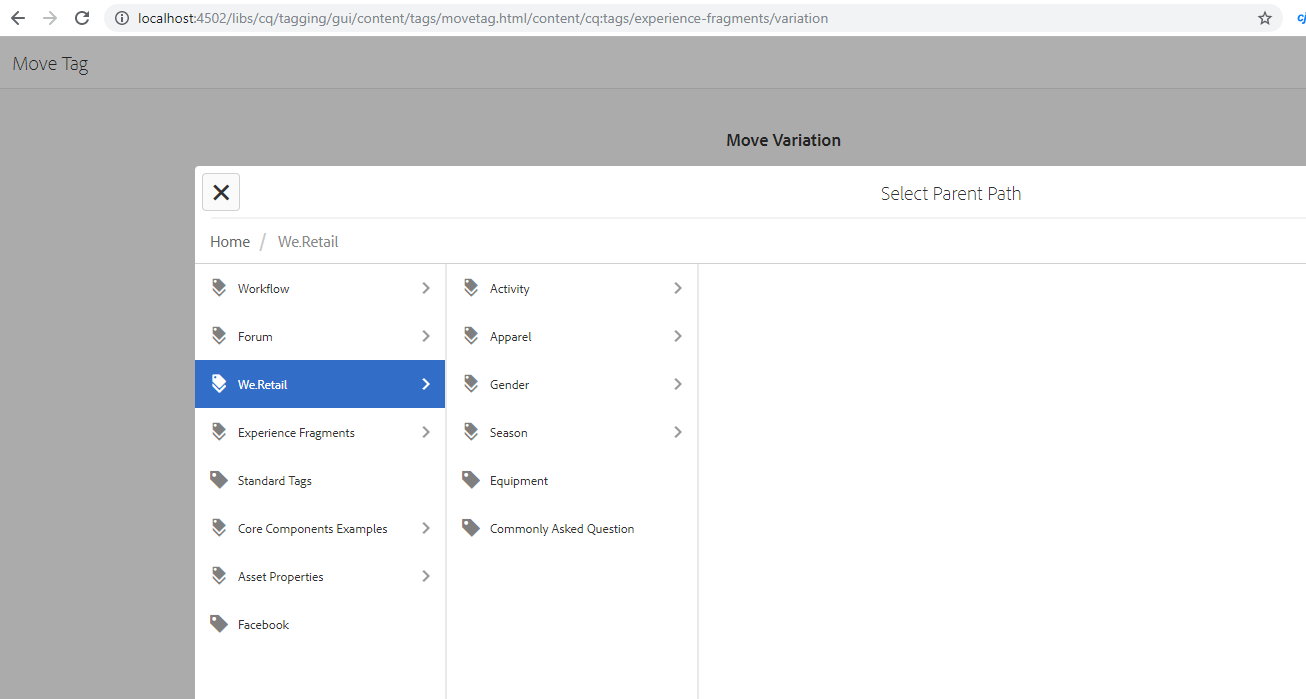 localhost:4502/libs/cq/tagging/gui/content/tags/movetag.html/content/cq:tags/experience-fragments/variation
Move Tag
Move Variation
Select Parent Path
Home / We.Retail
Workflow
Forum
We.Retail
Experience Fragments
Standard Tags
Core Components Examples
Asset Properties
Facebook
Activity
Apparel
Gender
Season
Equipment
Commonly Asked Question